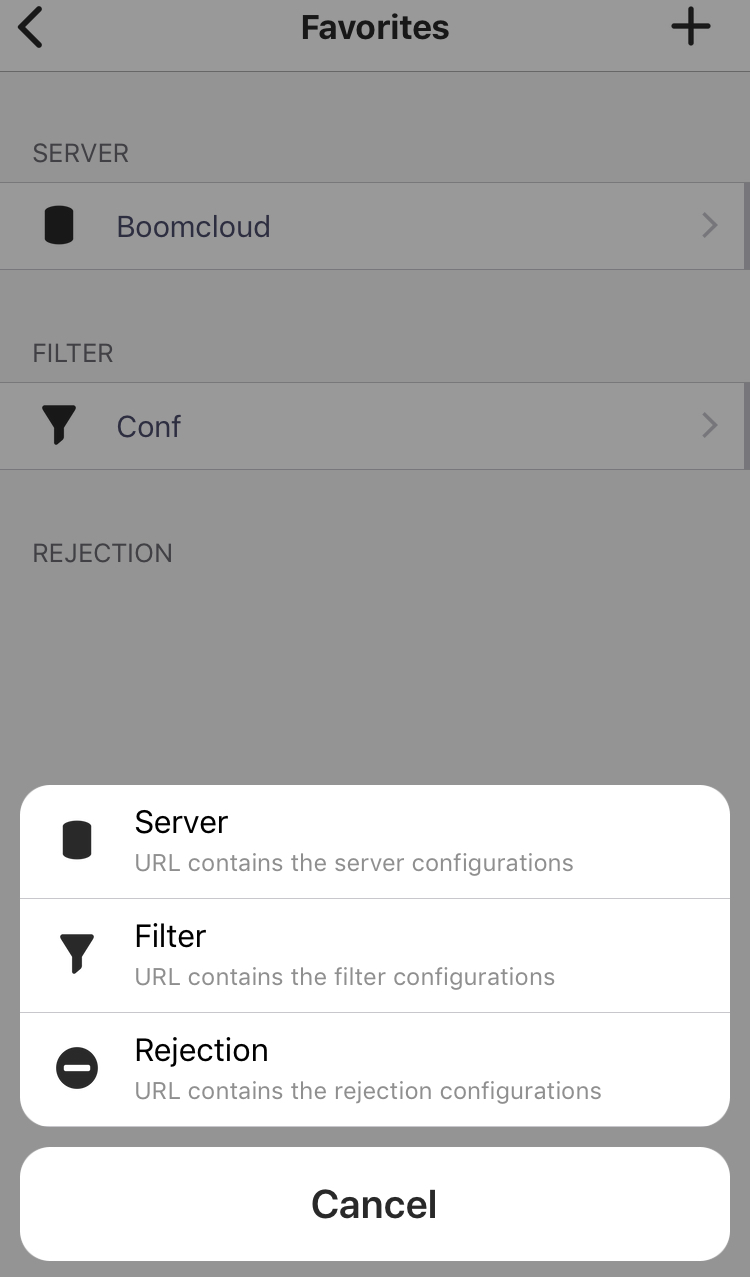 Favorites
SERVER
Boomcloud
FILTER
Conf
REJECTION
Server
URL contains the server configurations
Filter
URL contains the filter configurations
Rejection
URL contains the rejection configurations
Cancel